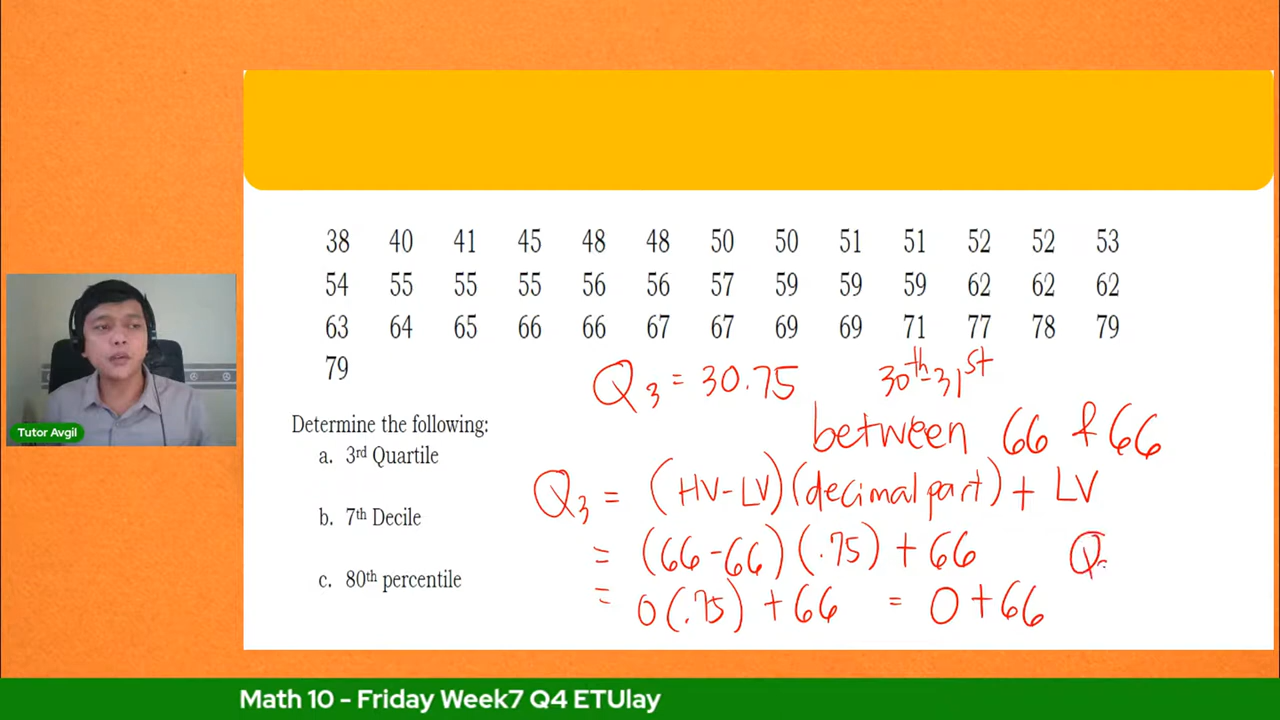 38 40 41 45 48 48 50 50 51 51 52 52 53
54 55 55 55 56 56 57 59 59 59 62 62 62
63 64 65 66 66 67 67 69 69 71 77 78 79
79
Q3 = 30.75 30th-31st
between 66 & 66
Determine the following:
a. 3rd Quartile
Q3 = (HV-LV)(decimal part) + LV
b. 7th Decile
= (66-66)(.75) + 66 Q
c. 80th percentile
= 0(.75) + 66 = 0 + 66
Tutor Avgil
Math 10 - Friday Week7 Q4 ETUlay